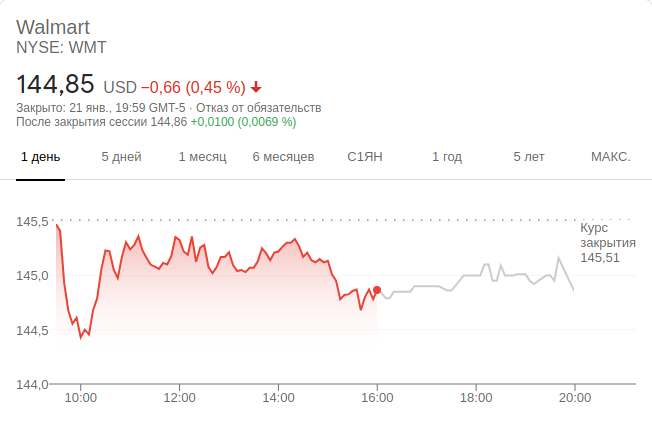 Walmart
NYSE: WMT
144,85 USD −0,66 (0,45 %)
Закрыто: 21 янв., 19:59 GMT-5 · Отказ от обязательств
После закрытия сессии 144,86 +0,0100 (0,0069 %)
1 день 5 дней 1 месяц 6 месяцев С1ЯН 1 год 5 лет МАКС.
145,5
Курс
закрытия
145,51
145,0
144,5
144,0
10:00 12:00 14:00 16:00 18:00 20:00